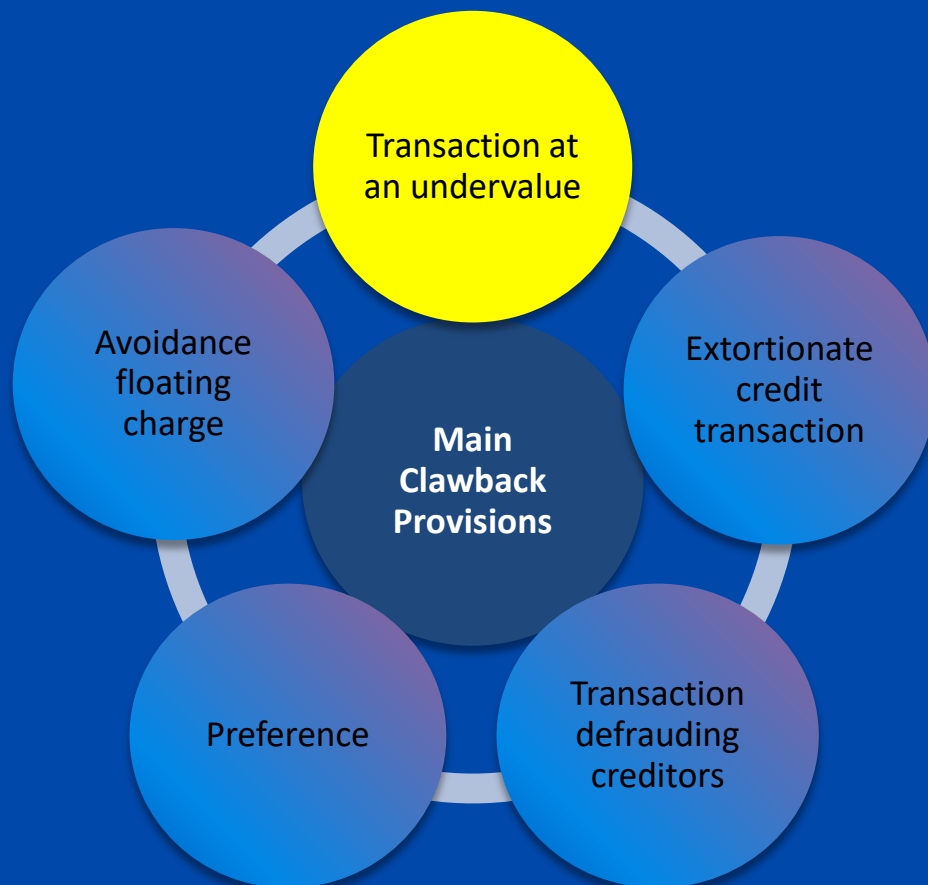 Transaction at
an undervalue
Extortionate
credit
transaction
Transaction
defrauding
creditors
Preference
Avoidance
floating
charge
Main
Clawback
Provisions